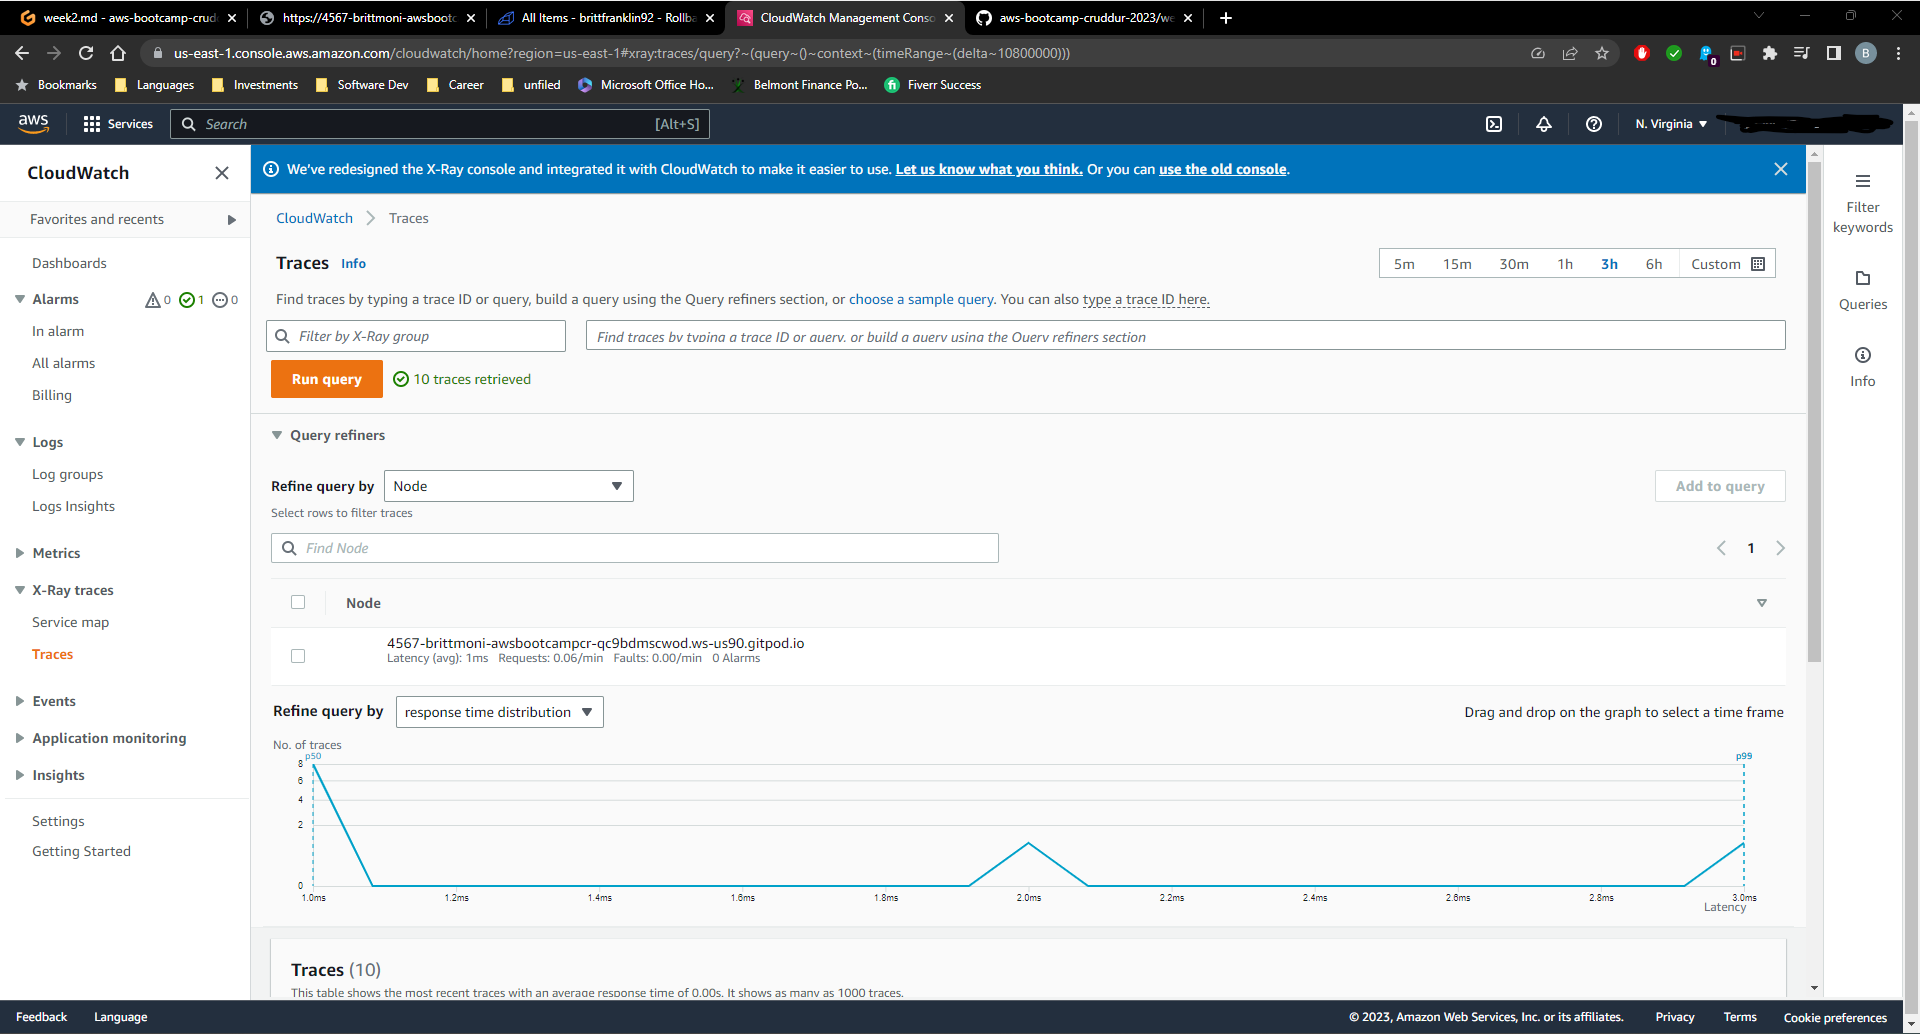 week2.md - aws-bootcamp-crudd
https://4567-brittmoni-awsbootc
All Items - brittfranklin92 - Rollba
CloudWatch Management Conso
aws-bootcamp-cruddur-2023/we
us-east-1.console.aws.amazon.com/cloudwatch/home?region=us-east-1#xray:traces/query?~(query~()~context~(timeRange~(delta~10800000)))
0
B
Bookmarks
Languages
Investments
Software Dev
Career
unfiled
Microsoft Office Ho...
Belmont Finance Po...
Fiverr Success
aws
Services
Search
[Alt+S]
N. Virginia
CloudWatch
Favorites and recents
Dashboards
Alarms
0
1
0
In alarm
All alarms
Billing
Logs
Log groups
Logs Insights
Metrics
X-Ray traces
Service map
Traces
Events
Application monitoring
Insights
Settings
Getting Started
We've redesigned the X-Ray console and integrated it with CloudWatch to make it easier to use. Let us know what you think. Or you can use the old console.
CloudWatch
Traces
Traces
Info
5m
15m
30m
1h
3h
6h
Custom
Find traces by typing a trace ID or query, build a query using the Query refiners section, or choose a sample query. You can also type a trace ID here.
Filter by X-Ray group
Find traces by typing a trace ID or query, or build a query using the Query refiners section
Run query
10 traces retrieved
Query refiners
Refine query by
Node
Add to query
Select rows to filter traces
Find Node
1
Node
4567-brittmoni-awsbootcampcr-qc9bdmscwod.ws-us90.gitpod.io
Latency (avg): 1ms Requests: 0.06/min Faults: 0.00/min 0 Alarms
Refine query by
response time distribution
Drag and drop on the graph to select a time frame
No. of traces
p50
p99
8
6
4
2
0
1.0ms
1.2ms
1.4ms
1.6ms
1.8ms
2.0ms
2.2ms
2.4ms
2.6ms
2.8ms
3.0ms
Latency
Traces (10)
This table shows the most recent traces with an average response time of 0.00s. It shows as many as 1000 traces.
Filter keywords
Queries
Info
Feedback
Language
© 2023, Amazon Web Services, Inc. or its affiliates.
Privacy
Terms
Cookie preferences